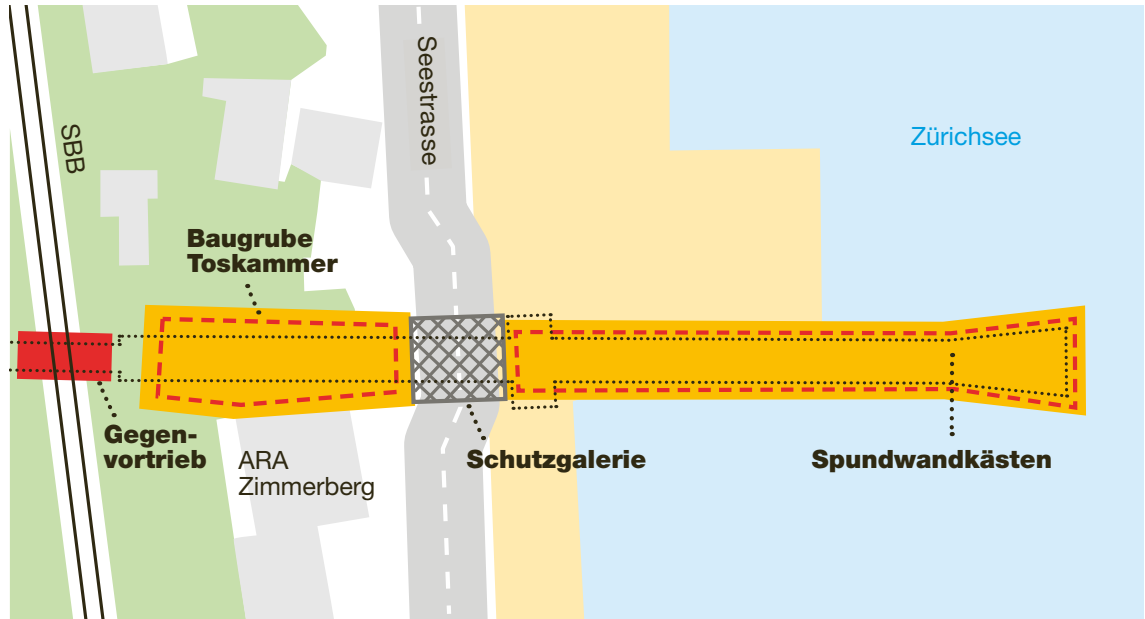 Seestrasse
SBB
Zürichsee
Baugrube
Toskammer
Gegen-
vortrieb
ARA
Zimmerberg
Schutzgalerie
Spundwandkästen